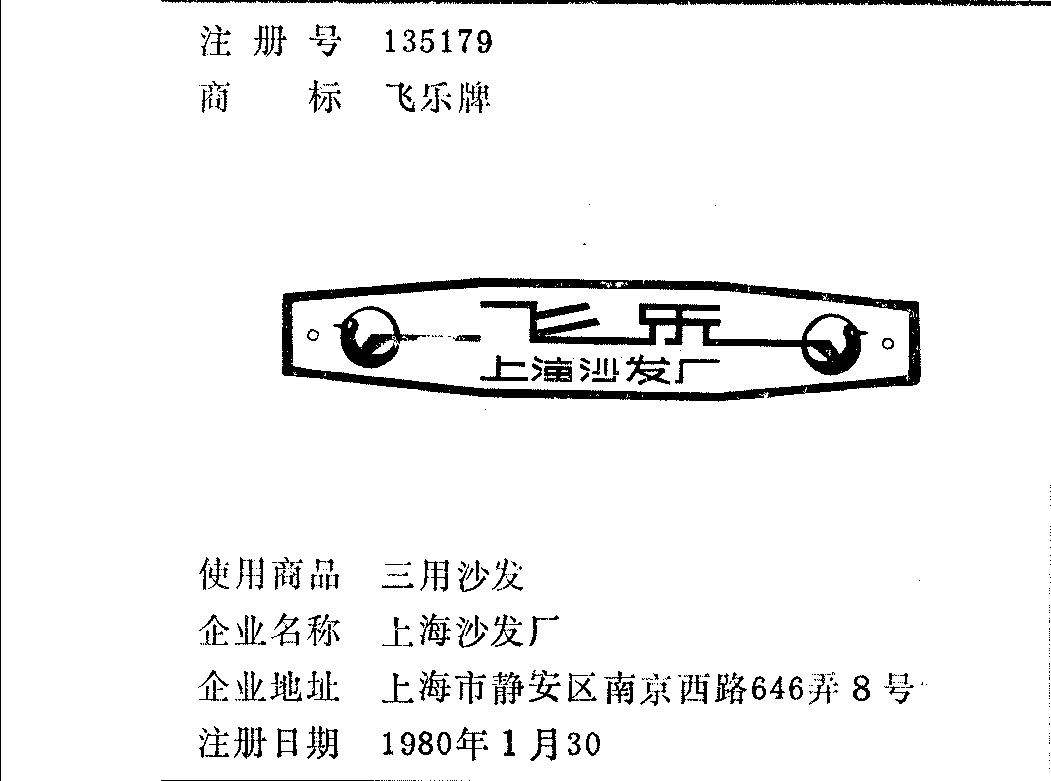 注册号 135179
商标 飞乐牌
飞乐
上海沙发厂
使用商品 三用沙发
企业名称 上海沙发厂
企业地址 上海市静安区南京西路646弄8号
注册日期 1980年1月30